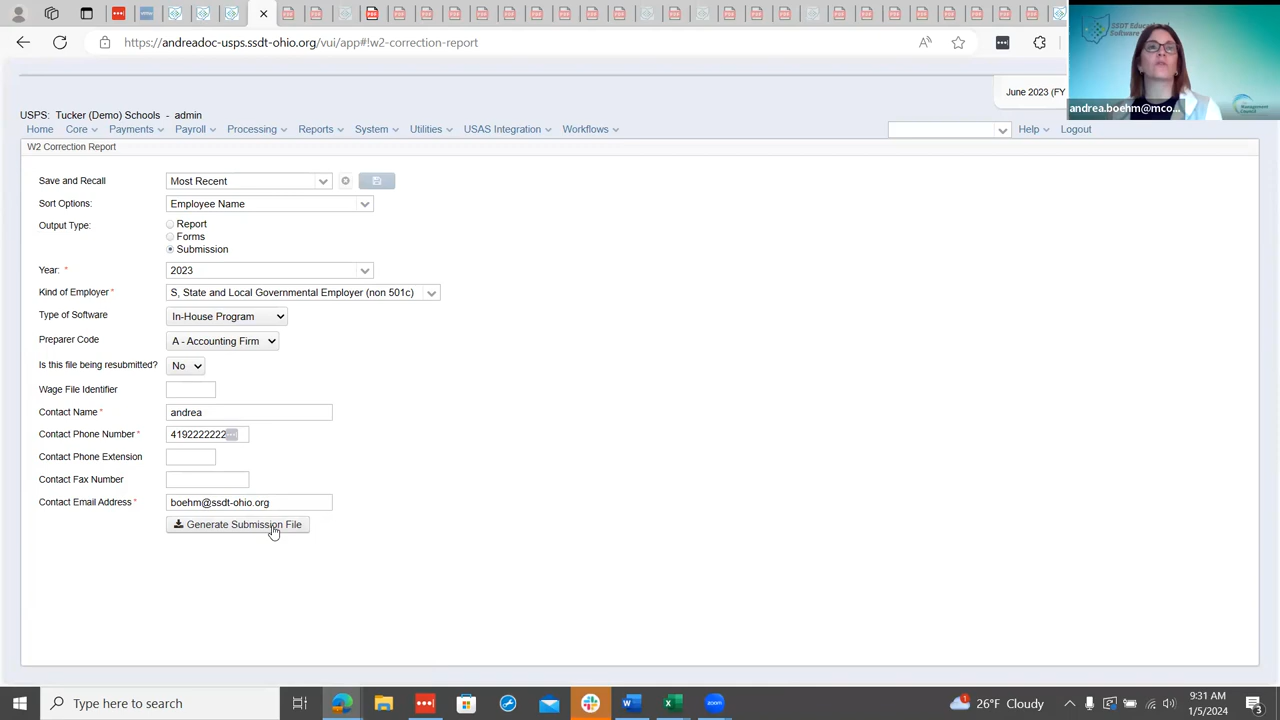 https://andreadoc-usps.ssdt-ohio.org/vui/app#!w2-correction-report
SSDT Educational
Software
andrea.boehm@mco...
June 2023 (FY
USPS: Tucker (Demo) Schools - admin
Home Core Payments Payroll Processing Reports System Utilities USAS Integration Workflows Help Logout
W2 Correction Report
Save and Recall Most Recent
Sort Options: Employee Name
Output Type: Report
Forms
Submission
Year: * 2023
Kind of Employer * S, State and Local Governmental Employer (non 501c)
Type of Software In-House Program
Preparer Code A - Accounting Firm
Is this file being resubmitted? No
Wage File Identifier
Contact Name * andrea
Contact Phone Number * 4192222222
Contact Phone Extension
Contact Fax Number
Contact Email Address * boehm@ssdt-ohio.org
Generate Submission File
Type here to search
26°F Cloudy
9:31 AM
1/5/2024